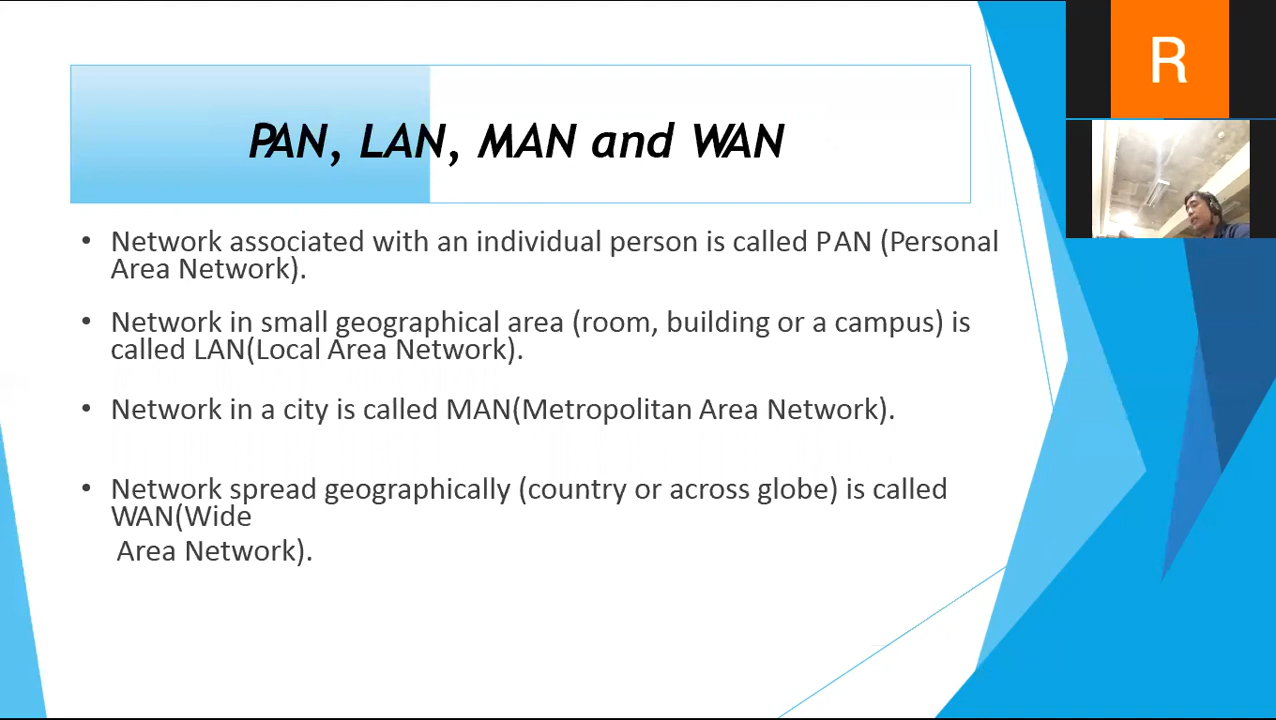 PAN, LAN, MAN and WAN
R
• Network associated with an individual person is called PAN (Personal
Area Network).
• Network in small geographical area (room, building or a campus) is
called LAN(Local Area Network).
• Network in a city is called MAN(Metropolitan Area Network).
• Network spread geographically (country or across globe) is called
WAN(Wide
Area Network).